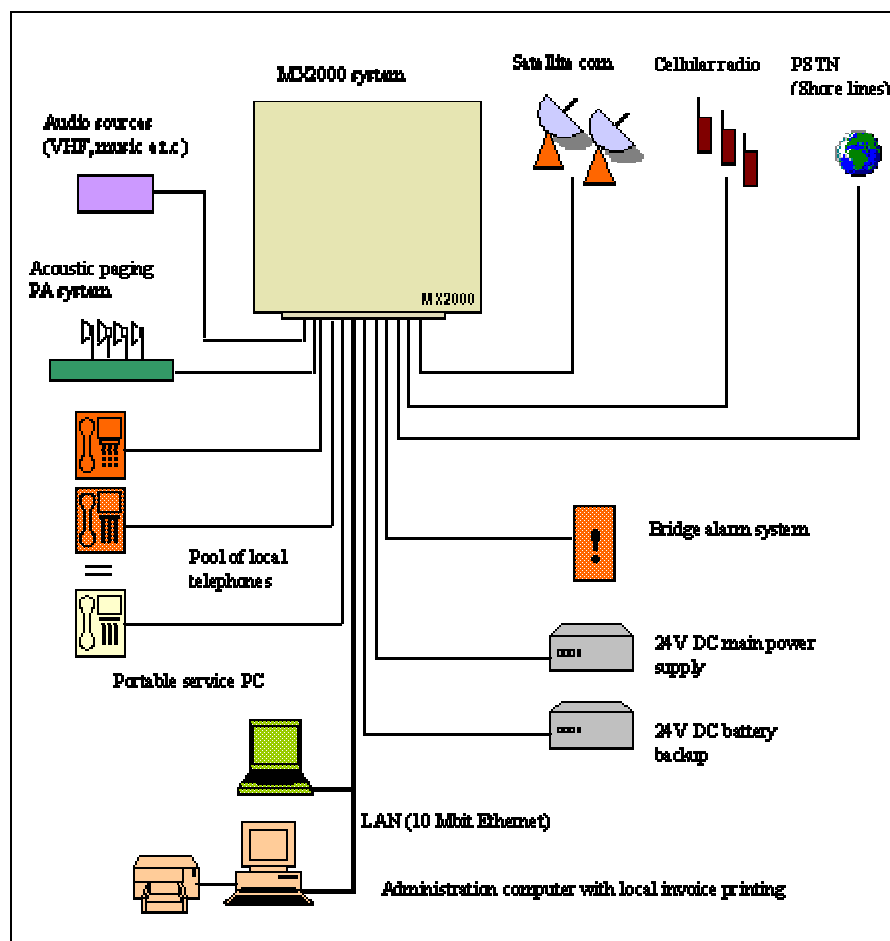 MX2000 system
Satellite com
Cellular radio
PSTN
(Shore lines)
Audio sources
(VHF, music e.t.c)
Acoustic paging
PA system
MX2000
Pool of local
telephones
Bridge alarm system
24V DC main power
supply
Portable service PC
24V DC battery
backup
LAN (10 Mbit Ethernet)
Administration computer with local invoice printing